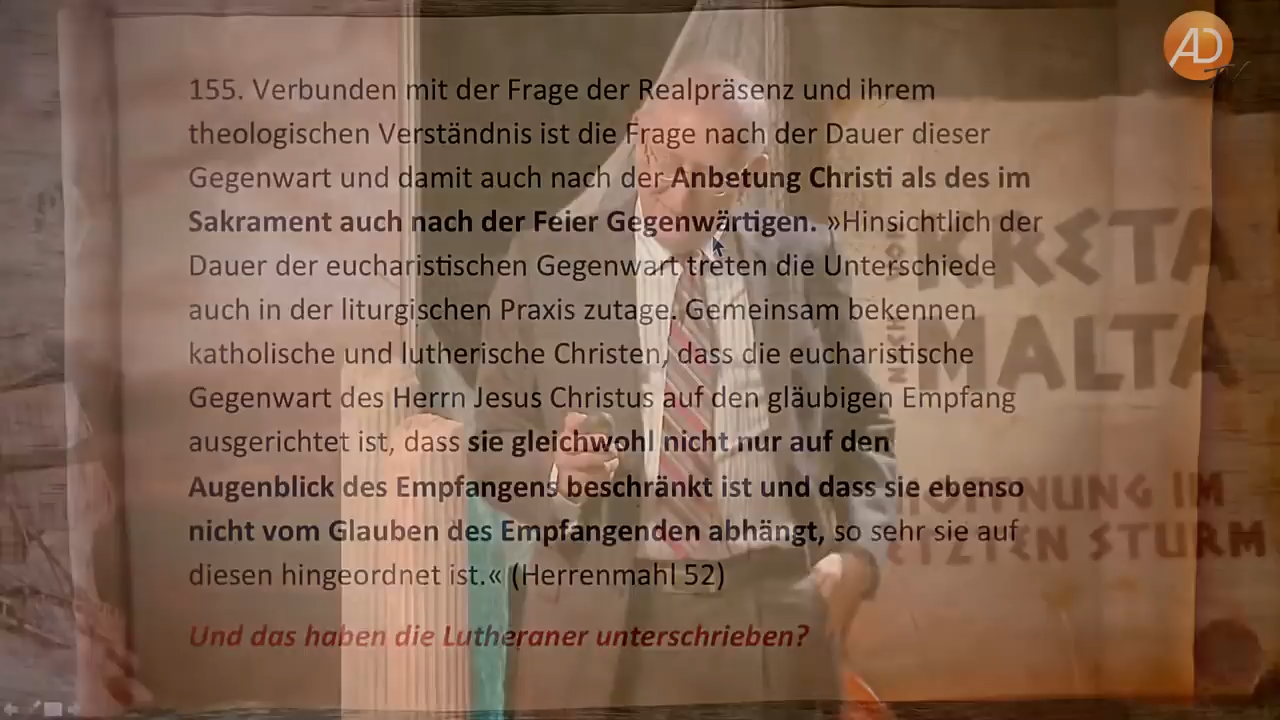 155. Verbunden mit der Frage der Realpräsenz und ihrem
theologischen Verständnis ist die Frage nach der Dauer dieser
Gegenwart und damit auch nach der Anbetung Christi als des im
Sakrament auch nach der Feier Gegenwärtigen. »Hinsichtlich der
Dauer der eucharistischen Gegenwart treten die Unterschiede
auch in der liturgischen Praxis zutage. Gemeinsam bekennen
katholische und lutherische Christen, dass die eucharistische
Gegenwart des Herrn Jesus Christus auf den gläubigen Empfang
ausgerichtet ist, dass sie gleichwohl nicht nur auf den
Augenblick des Empfangens beschränkt ist und dass sie ebenso
nicht vom Glauben des Empfangenden abhängt, so sehr sie auf
diesen hingeordnet ist.« (Herrenmahl 52)
Und das haben die Lutheraner unterschrieben?
AD
TV
VON KRETA
NACH MALTA
HOFFNUNG IM
LETZTEN STURM